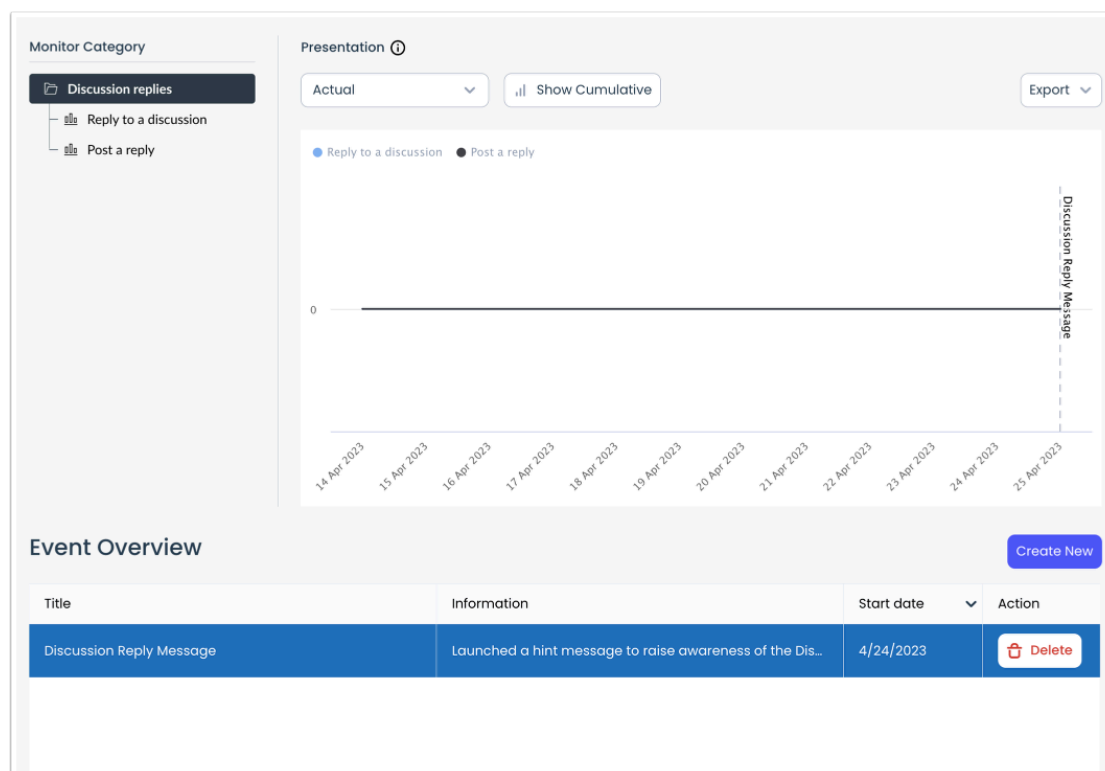 Monitor Category
Discussion replies
Reply to a discussion
Post a reply
Presentation
Actual
Show Cumulative
Export
Reply to a discussion
Post a reply
Discussion Reply Message
0
14 Apr 2023
15 Apr 2023
16 Apr 2023
17 Apr 2023
18 Apr 2023
19 Apr 2023
20 Apr 2023
21 Apr 2023
22 Apr 2023
23 Apr 2023
24 Apr 2023
25 Apr 2023
Event Overview
Create New
Title Information Start date Action
Discussion Reply Message Launched a hint message to raise awareness of the Dis... 4/24/2023 Delete